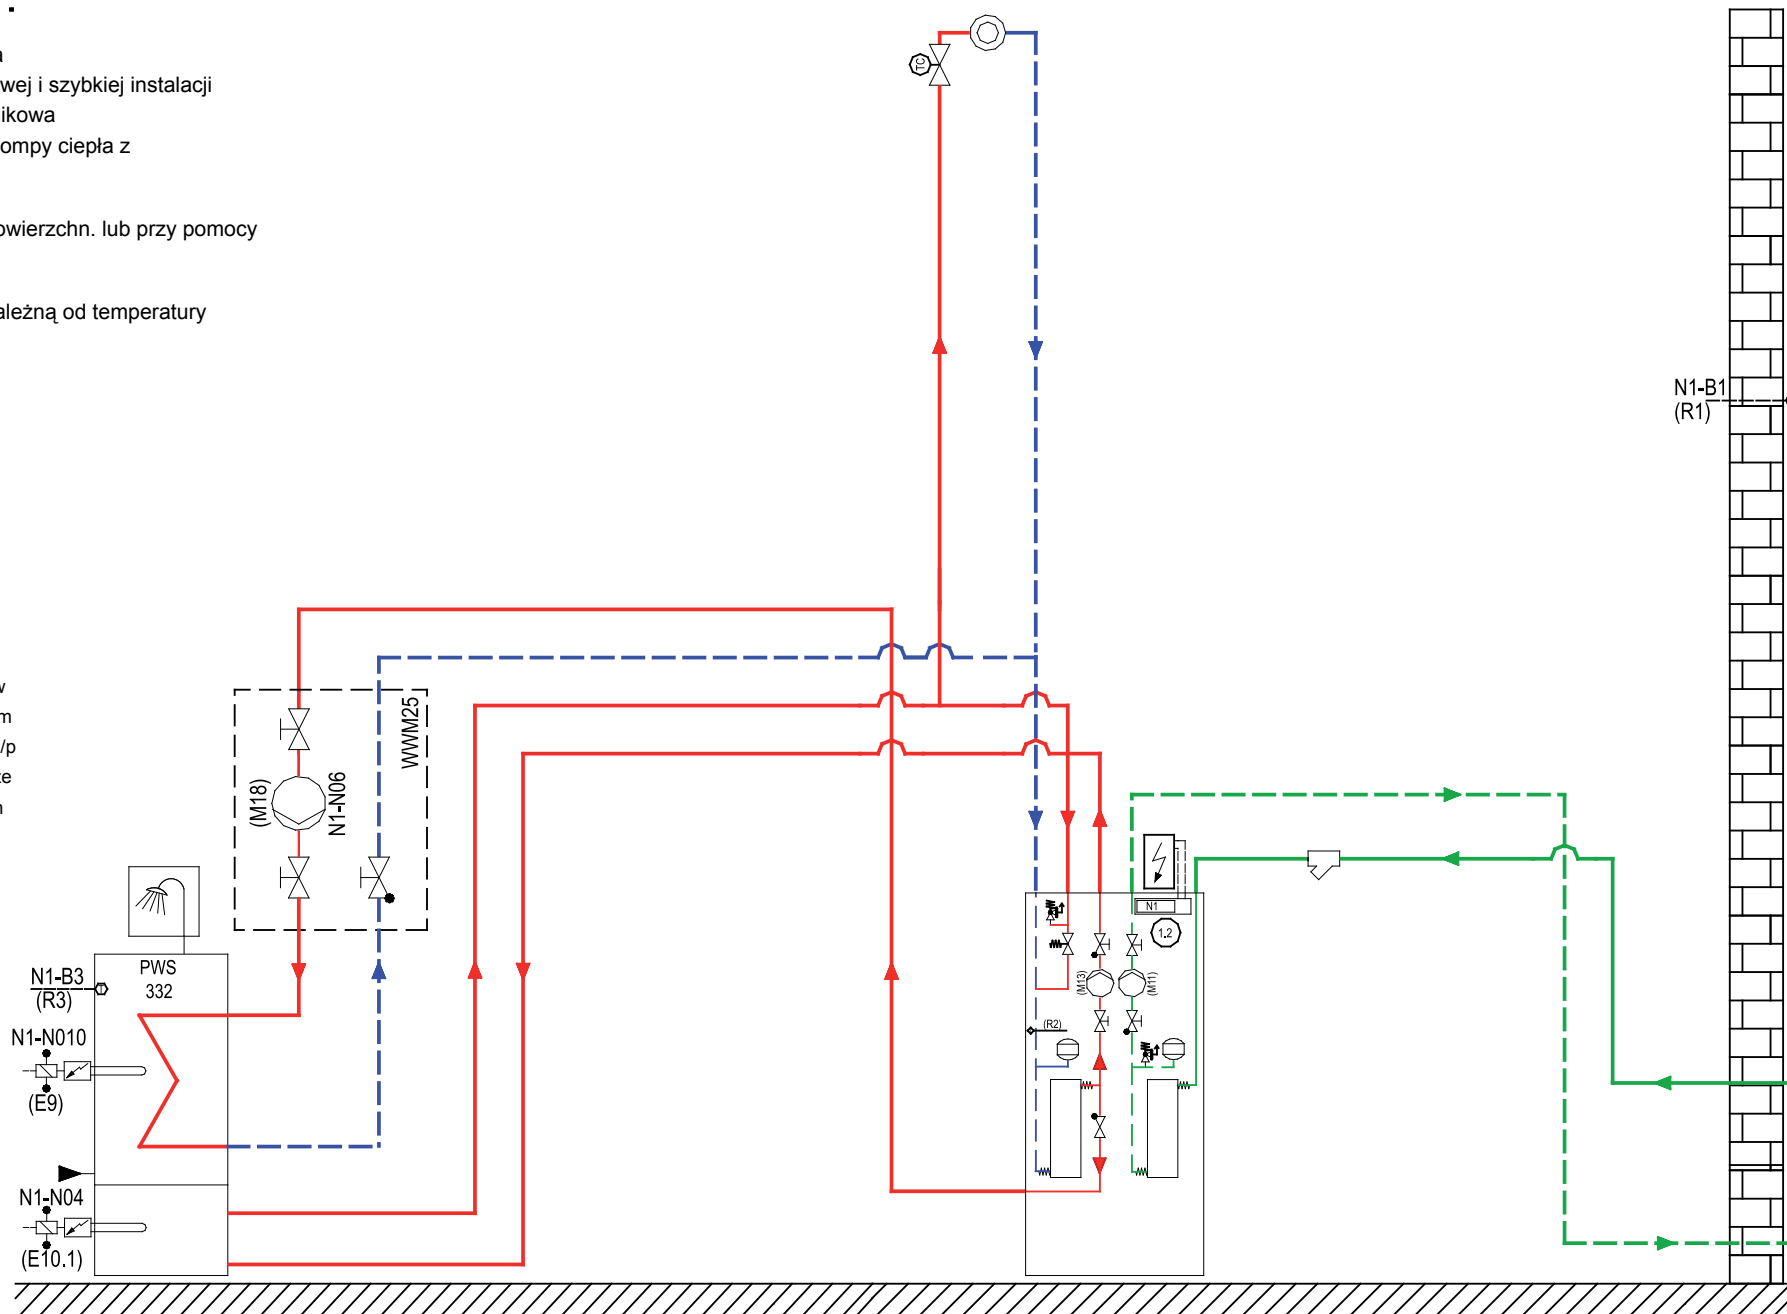 wej i szybkiej instalacji
ikowa
ompy ciepła z
owierzchn. lub przy pomocy
ależną od temperatury
TC
N1-B1
(R1)
m
/p
WWM25
(M18)
N1-N06
PWS
332
N1-B3
(R3)
T
N1-N010
(E9)
N1-N04
(E10.1)
N1
1.2
(M13)
(M11)
(R2)